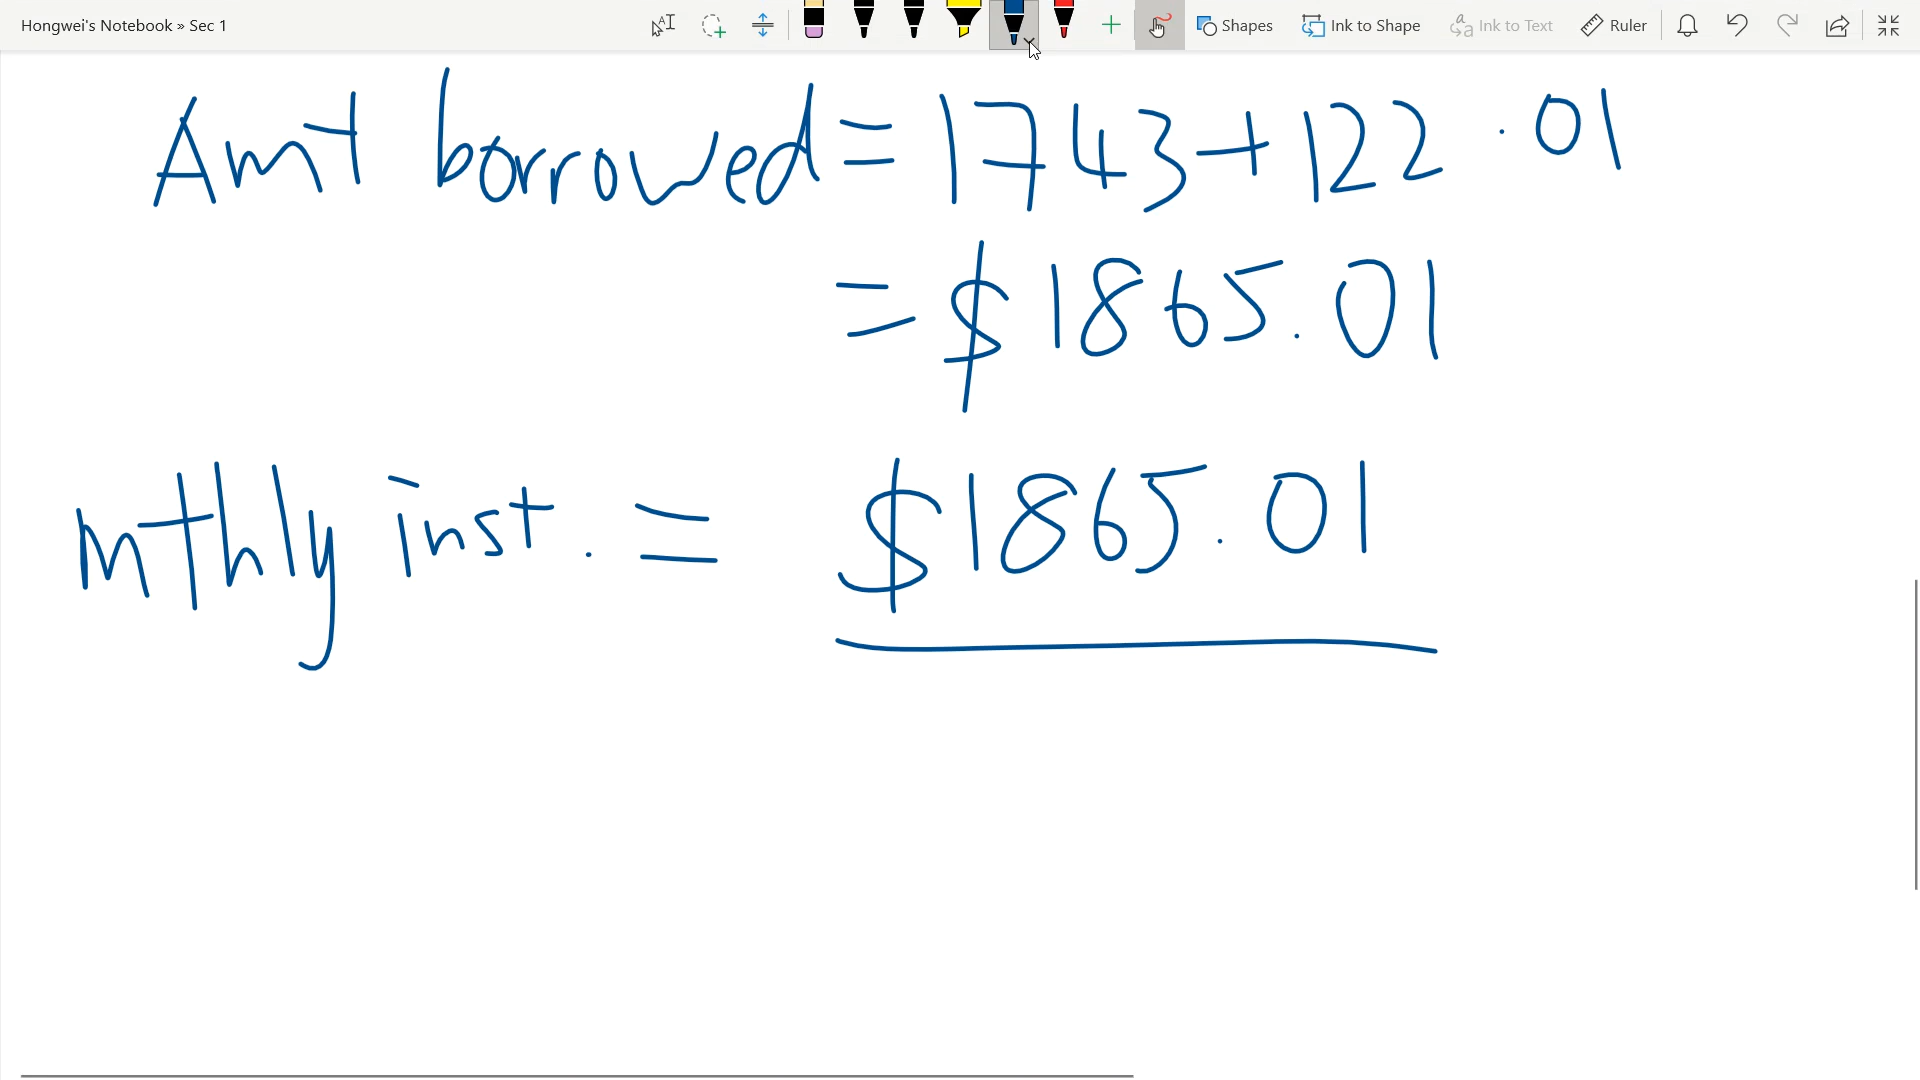 Hongwei's Notebook » Sec 1
Shapes
Ink to Shape
Ink to Text
Ruler
Amt borrowed = 1743 + 122.01
= $1865.01
mthly inst. = $1865.01